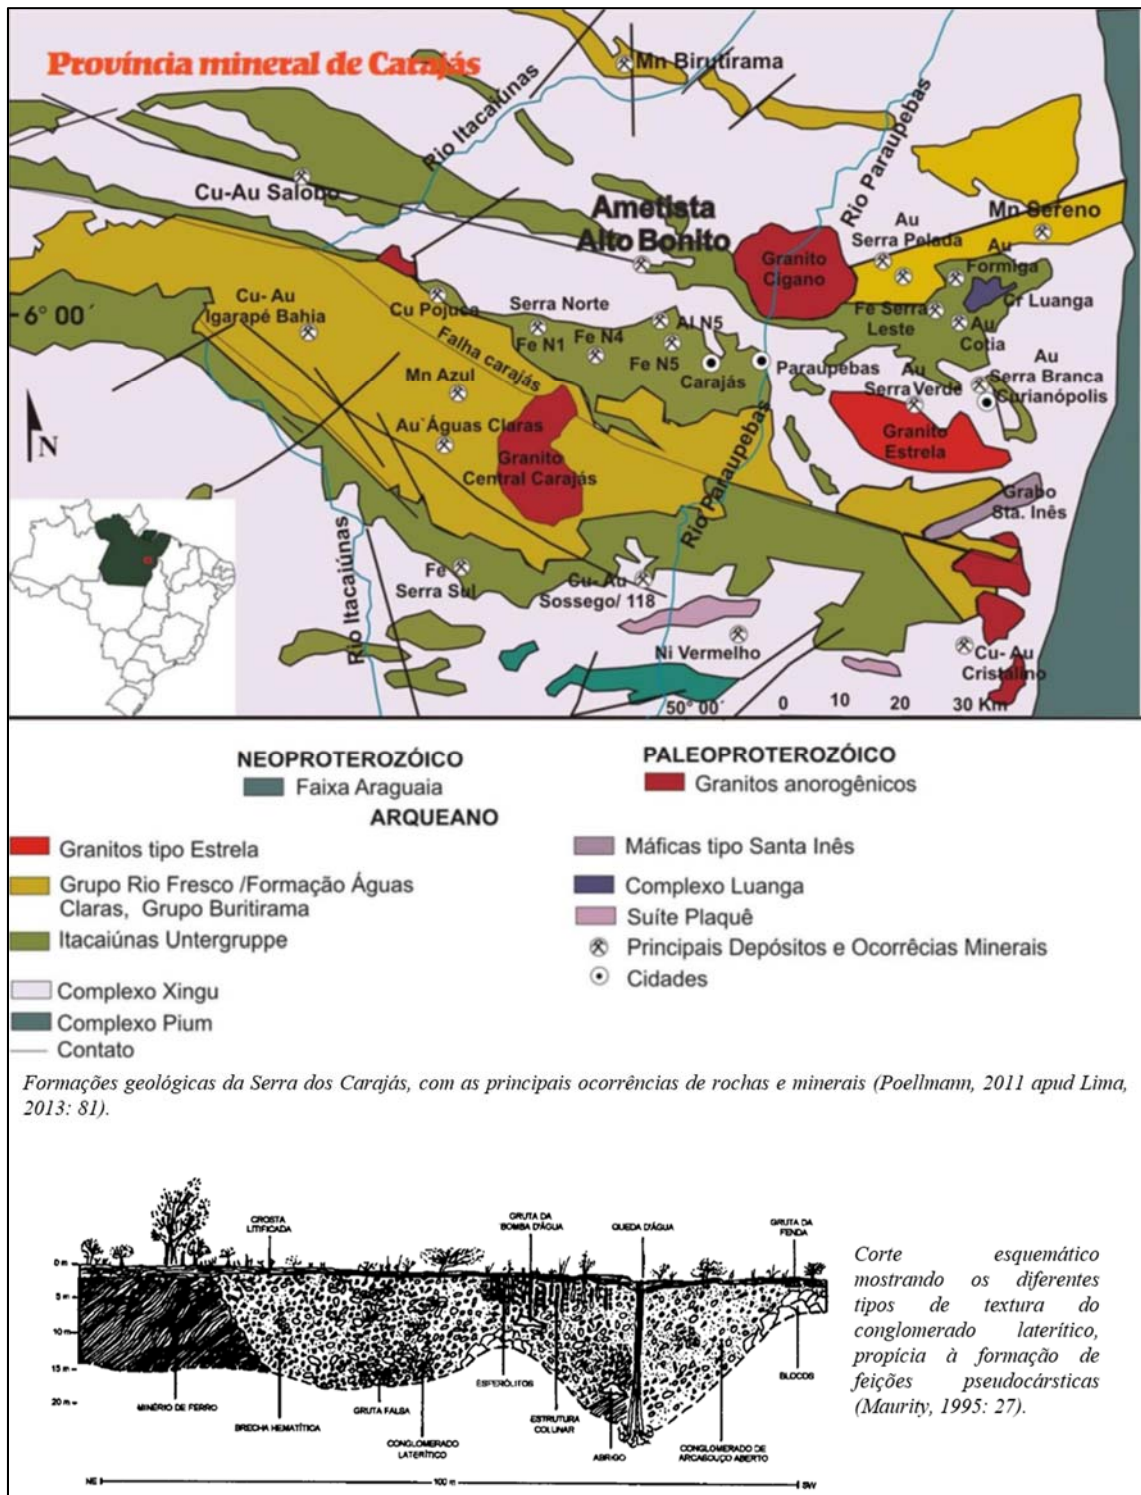 Província mineral de Carajás
Mn Birutirama
Rio Itacaiúnas
Rio Paraupebas
Cu-Au Salobo
Ametista
Alto Bonito
Mn Sereno
Au
Serra Pelada
Au
Formiga
Granito
Cigano
Cr Luanga
6° 00´
Cu- Au
Igarapé Bahia
Cu Pojuca
Serra Norte
Fe N1
Fe N4
Al N5
Fe N5
Fe Serra
Leste
Au
Cotia
Falha carajás
Carajás
Paraupebas
Au
Serra Verde
Au
Serra Branca
Curianópolis
Mn Azul
Au`Águas Claras
Granito
Central Carajás
Granito
Estrela
N
Rio Paraupebas
Grabo
Sta. Inês
Rio Itacaiúnas
Fe
Serra Sul
Cu- Au
Sossego/ 118
Ni Vermelho
Cu- Au
Cristalino
50° 00´
0 10 20 30 Km
NEOPROTEROZÓICO
Faixa Araguaia
PALEOPROTEROZÓICO
Granitos anorogênicos
ARQUEANO
Granitos tipo Estrela
Grupo Rio Fresco /Formação Águas
Claras, Grupo Buritirama
Itacaiúnas Untergruppe
Complexo Xingu
Complexo Pium
Contato
Máficas tipo Santa Inês
Complexo Luanga
Suíte Plaquê
Principais Depósitos e Ocorrêcias Minerais
Cidades
Formações geológicas da Serra dos Carajás, com as principais ocorrências de rochas e minerais (Poellmann, 2011 apud Lima,
2013: 81).
CROSTA
LITIFICADA
GRUTA DA
BOMBA D'ÁGUA
QUEDA D'ÁGUA
GRUTA DA
FENDA
0 m
5 m
10 m
15 m
20 m
MINÉRIO DE FERRO
BRECHA HEMATÍTICA
GRUTA FALSA
CONGLOMERADO
LATERÍTICO
ESFERÓLITOS
ESTRUTURA
COLUNAR
ABRIGO
CONGLOMERADO DE
ARCABOUÇO ABERTO
BLOCOS
NE
100 m
SW
Corte esquemático
mostrando os diferentes
tipos de textura do
conglomerado laterítico,
propícia à formação de
feições pseudocársticas
(Maurity, 1995: 27).